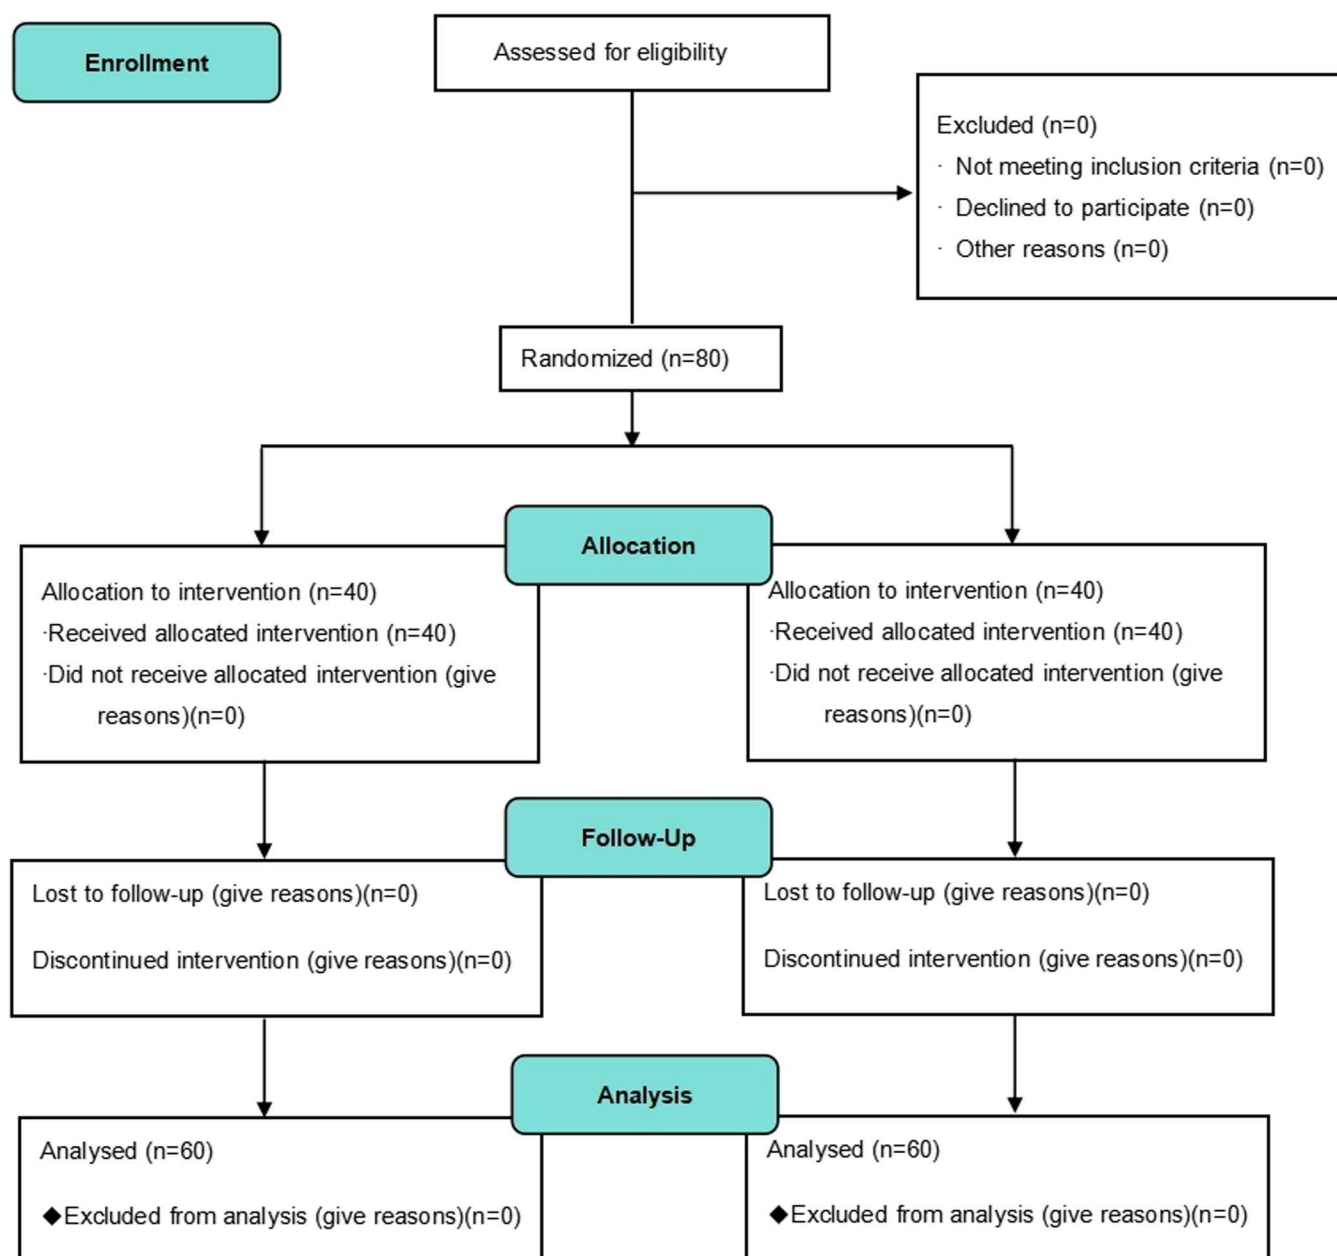 Enrollment
Assessed for eligibility
Excluded (n=0)
· Not meeting inclusion criteria (n=0)
· Declined to participate (n=0)
· Other reasons (n=0)
Randomized (n=80)
Allocation
Allocation to intervention (n=40)
·Received allocated intervention (n=40)
·Did not receive allocated intervention (give
reasons)(n=0)
Allocation to intervention (n=40)
·Received allocated intervention (n=40)
·Did not receive allocated intervention (give
reasons)(n=0)
Follow-Up
Lost to follow-up (give reasons)(n=0)
Discontinued intervention (give reasons)(n=0)
Lost to follow-up (give reasons)(n=0)
Discontinued intervention (give reasons)(n=0)
Analysis
Analysed (n=60)
◆Excluded from analysis (give reasons)(n=0)
Analysed (n=60)
◆Excluded from analysis (give reasons)(n=0)